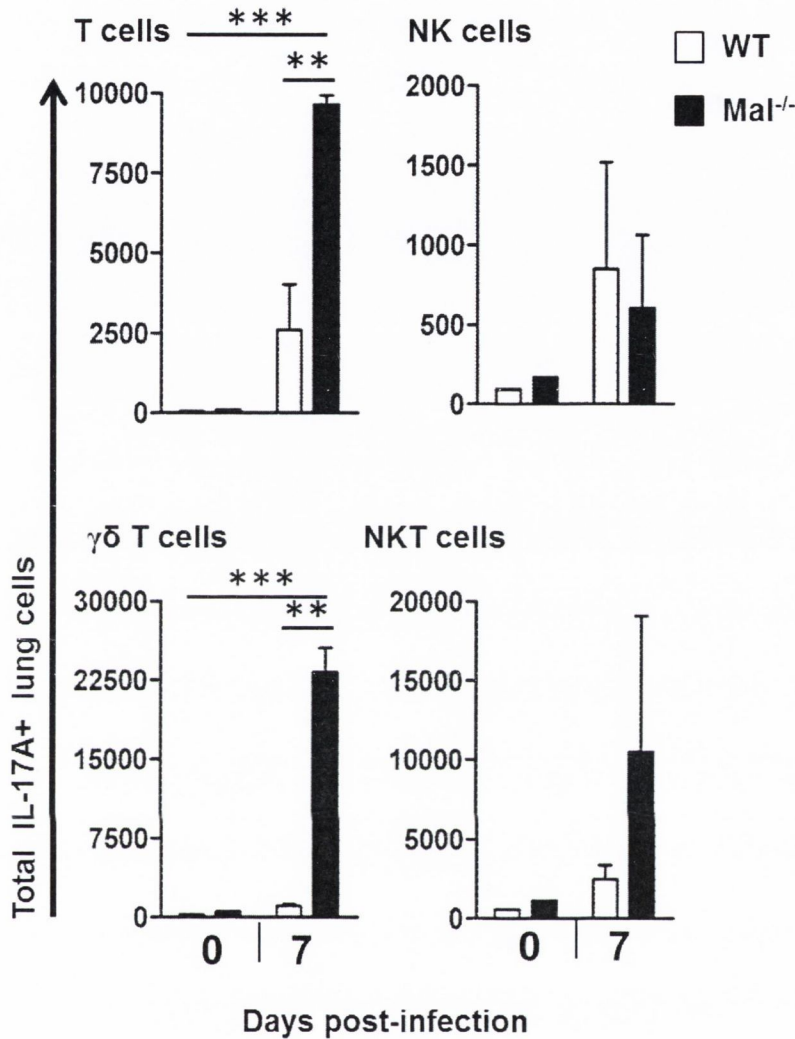 T cells
***
**
10000
7500
5000
2500
0
NK cells
2000
1500
1000
500
0
WT
Mal-/-
γδ T cells
***
**
30000
22500
15000
7500
0
0 | 7
NKT cells
20000
15000
10000
5000
0
0 | 7
Total IL-17A+ lung cells
Days post-infection